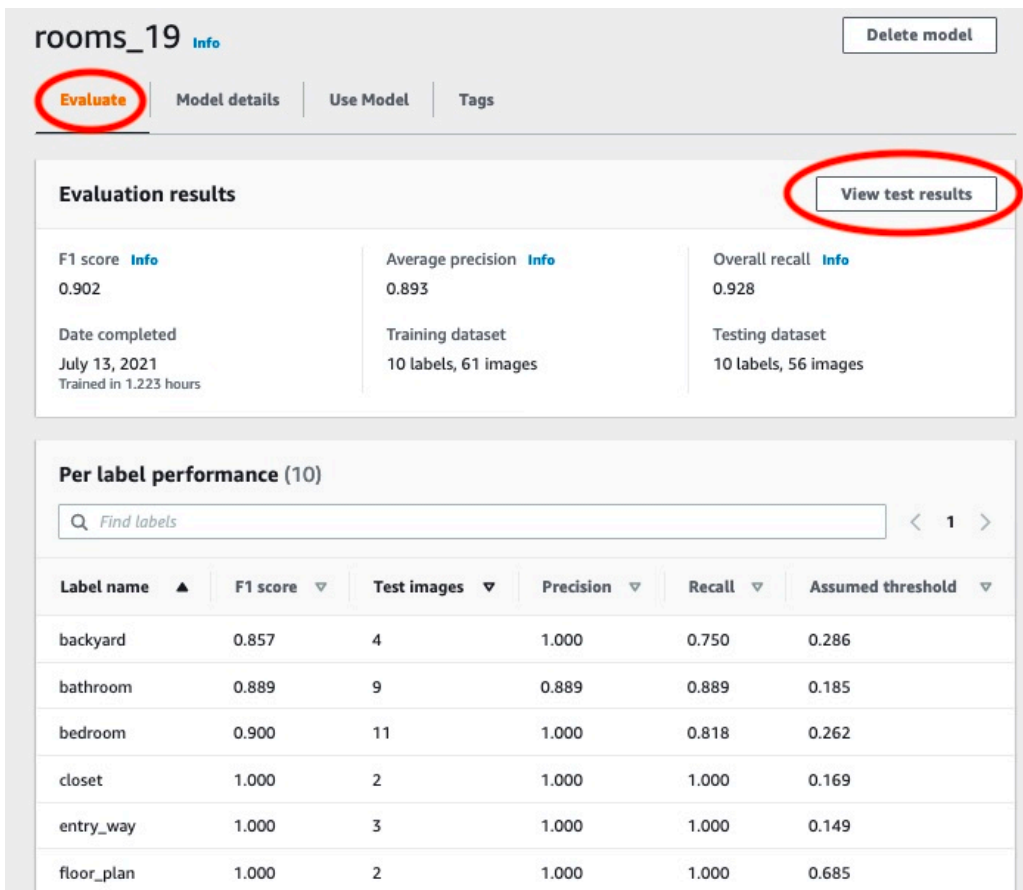 rooms_19 Info
Delete model
Evaluate Model details Use Model Tags
Evaluation results
View test results
F1 score Info Average precision Info Overall recall Info
0.902 0.893 0.928
Date completed Training dataset Testing dataset
July 13, 2021 10 labels, 61 images 10 labels, 56 images
Trained in 1.223 hours
Per label performance (10)
Find labels
1
Label name F1 score Test images Precision Recall Assumed threshold
backyard 0.857 4 1.000 0.750 0.286
bathroom 0.889 9 0.889 0.889 0.185
bedroom 0.900 11 1.000 0.818 0.262
closet 1.000 2 1.000 1.000 0.169
entry_way 1.000 3 1.000 1.000 0.149
floor_plan 1.000 2 1.000 1.000 0.685